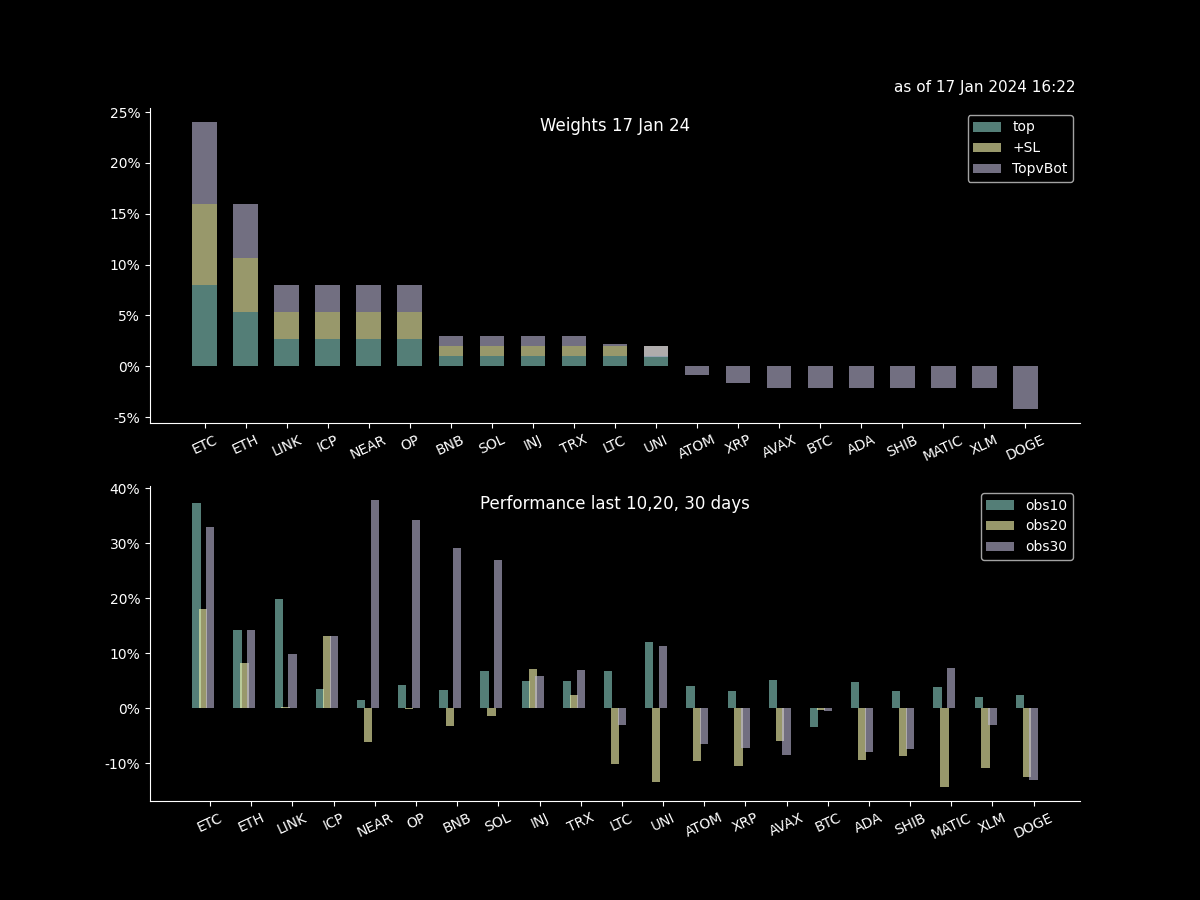 as of 17 Jan 2024 16:22
25%
Weights 17 Jan 24
top
+SL
TopvBot
20%
15%
10%
5%
0%
-5%
ETC ETH LINK ICP NEAR OP BNB SOL INJ TRX LTC UNI ATOM XRP AVAX BTC ADA SHIB MATIC XLM DOGE
40%
Performance last 10,20, 30 days
obs10
obs20
obs30
30%
20%
10%
0%
-10%
ETC ETH LINK ICP NEAR OP BNB SOL INJ TRX LTC UNI ATOM XRP AVAX BTC ADA SHIB MATIC XLM DOGE